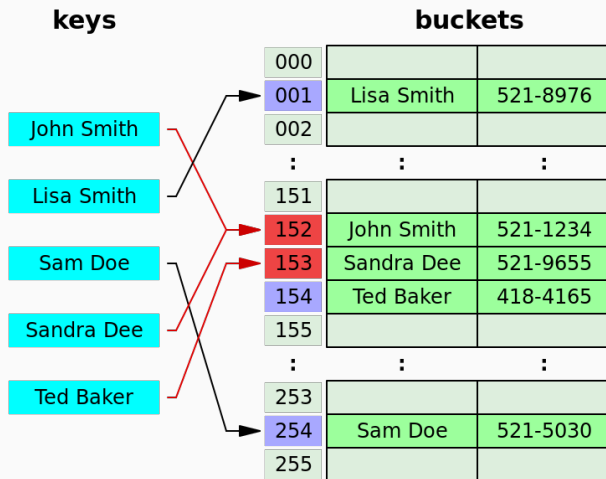 keys buckets
000
001 Lisa Smith 521-8976
002
: : :
151
152 John Smith 521-1234
153 Sandra Dee 521-9655
154 Ted Baker 418-4165
155
: : :
253
254 Sam Doe 521-5030
255
John Smith
Lisa Smith
Sam Doe
Sandra Dee
Ted Baker